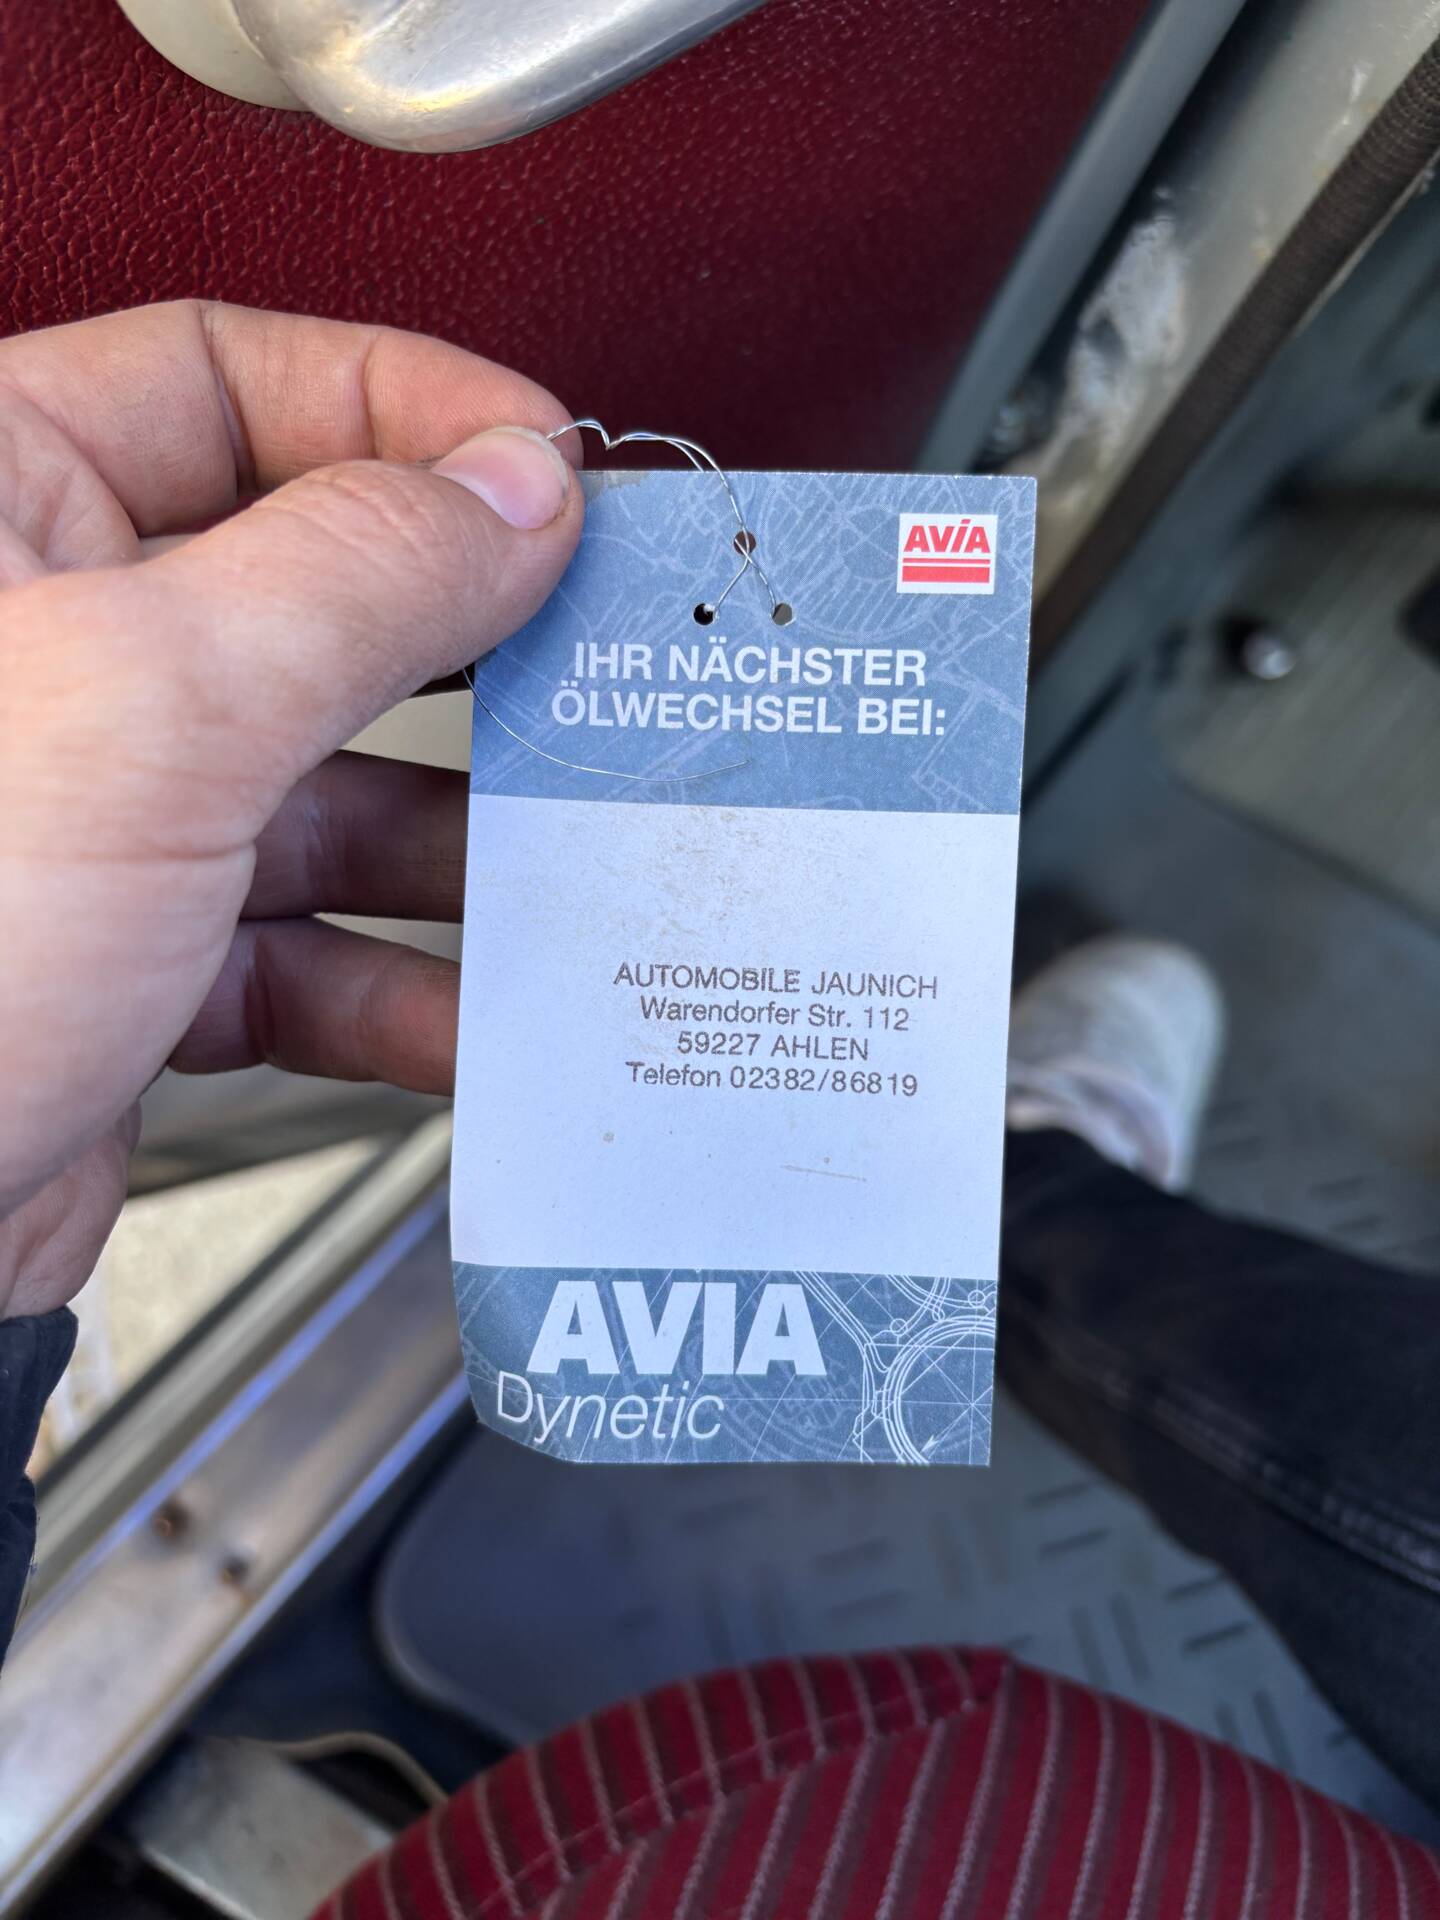 AVIA
IHR NÄCHSTER
ÖLWECHSEL BEI:
AUTOMOBILE JAUNICH
Warendorfer Str. 112
59227 AHLEN
Telefon 02382/86819
AVIA
Dynetic